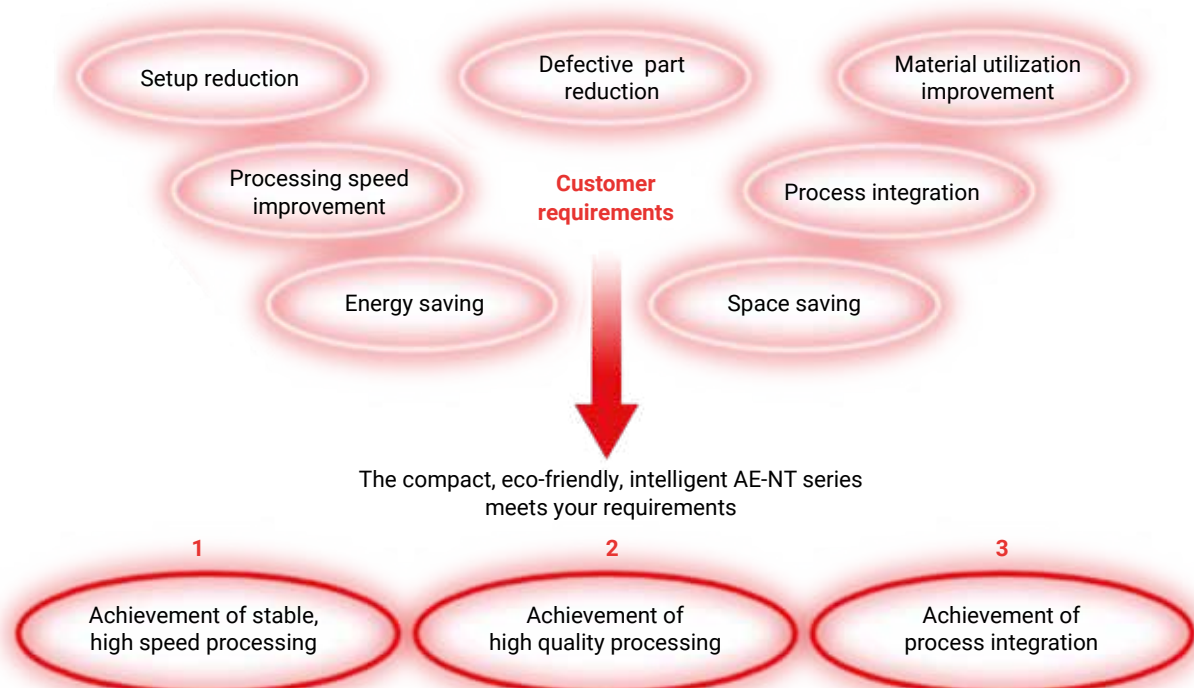 Setup reduction
Defective part
reduction
Material utilization
improvement
Processing speed
improvement
Customer
requirements
Process integration
Energy saving
Space saving
The compact, eco-friendly, intelligent AE-NT series
meets your requirements
1
2
3
Achievement of stable,
high speed processing
Achievement of
high quality processing
Achievement of
process integration